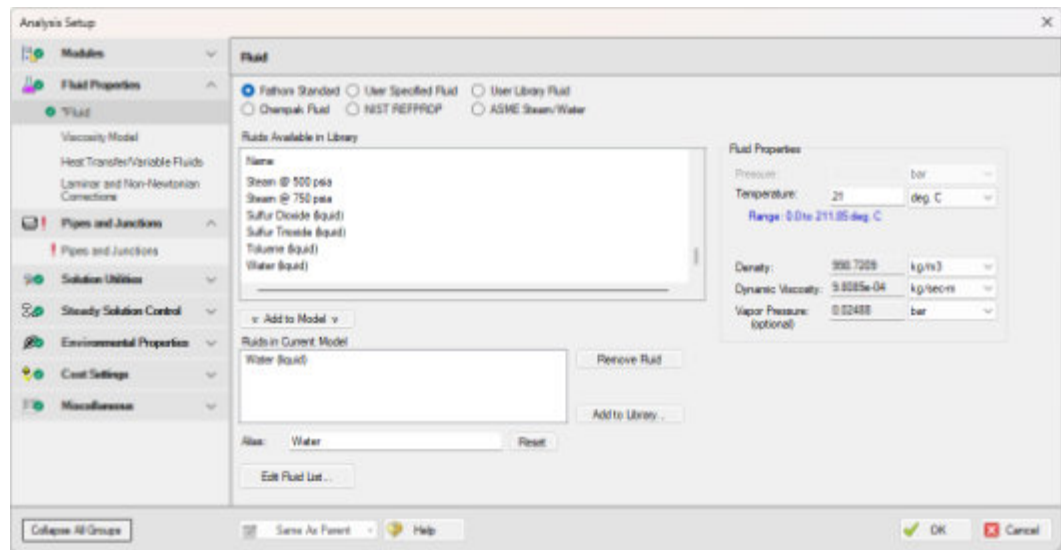 Analysis Setup
Modules
Fluid Properties
*Fluid
Viscosity Model
Heat Transfer/Variable Fluids
Laminar and Non-Newtonian
Corrections
Pipes and Junctions
Pipes and Junctions
Solution Utilities
Steady Solution Control
Environmental Properties
Cost Settings
Miscellaneous
Collapse All Groups
Fluid
Fathom Standard
User Specified Fluid
User Library Fluid
Chempak Fluid
NIST REFPROP
ASME Steam/Water
Fluids Available in Library
Name
Steam @ 500 psia
Steam @ 750 psia
Sulfur Dioxide (liquid)
Sulfur Trioxide (liquid)
Toluene (liquid)
Water (liquid)
Add to Model
Fluids in Current Model
Water (liquid)
Remove Fluid
Add to Library...
Alias: Water
Reset
Edit Fluid List...
Fluid Properties
Pressure: bar
Temperature: 21 deg. C
Range: 0.0 to 211.85 deg. C
Density: kg/m3
Dynamic Viscosity: 9.8085e-04 kg/sec-m
Vapor Pressure: 0.02488 bar
(optional)
Same As Parent
Help
OK
Cancel